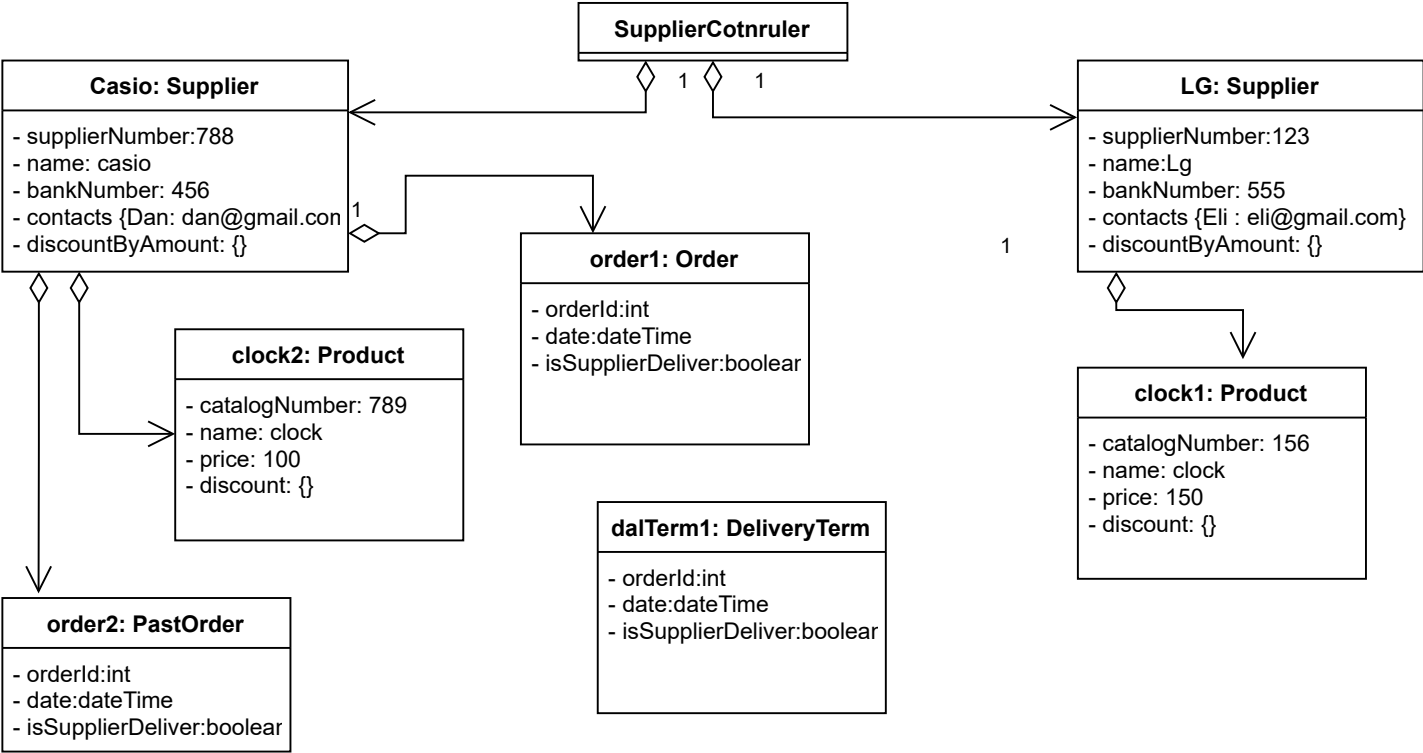 SupplierCotnruler
1
1
Casio: Supplier
- supplierNumber:788
- name: casio
- bankNumber: 456
- contacts {Dan: dan@gmail.con
- discountByAmount: {}
1
LG: Supplier
- supplierNumber:123
- name:Lg
- bankNumber: 555
- contacts {Eli : eli@gmail.com}
- discountByAmount: {}
1
order1: Order
- orderId:int
- date:dateTime
- isSupplierDeliver:boolear
clock2: Product
- catalogNumber: 789
- name: clock
- price: 100
- discount: {}
clock1: Product
- catalogNumber: 156
- name: clock
- price: 150
- discount: {}
dalTerm1: DeliveryTerm
- orderId:int
- date:dateTime
- isSupplierDeliver:boolear
order2: PastOrder
- orderId:int
- date:dateTime
- isSupplierDeliver:boolear